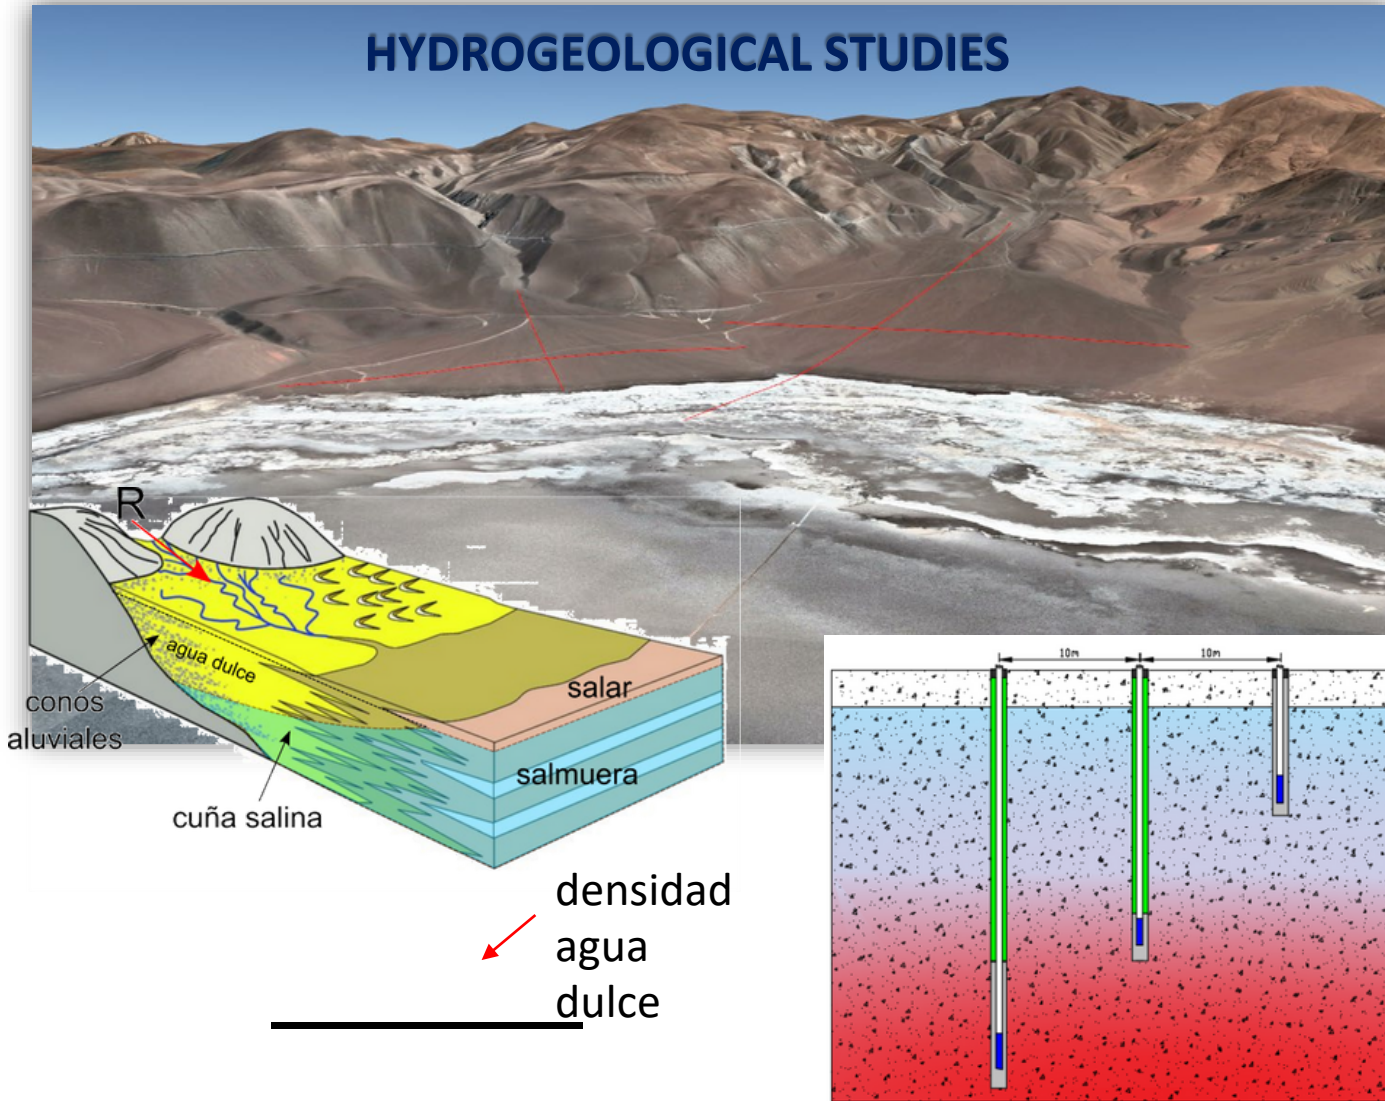 HYDROGEOLOGICAL STUDIES
R
agua dulce
conos
aluviales
salar
salmuera
cuña salina
densidad
agua
dulce
10m
10m